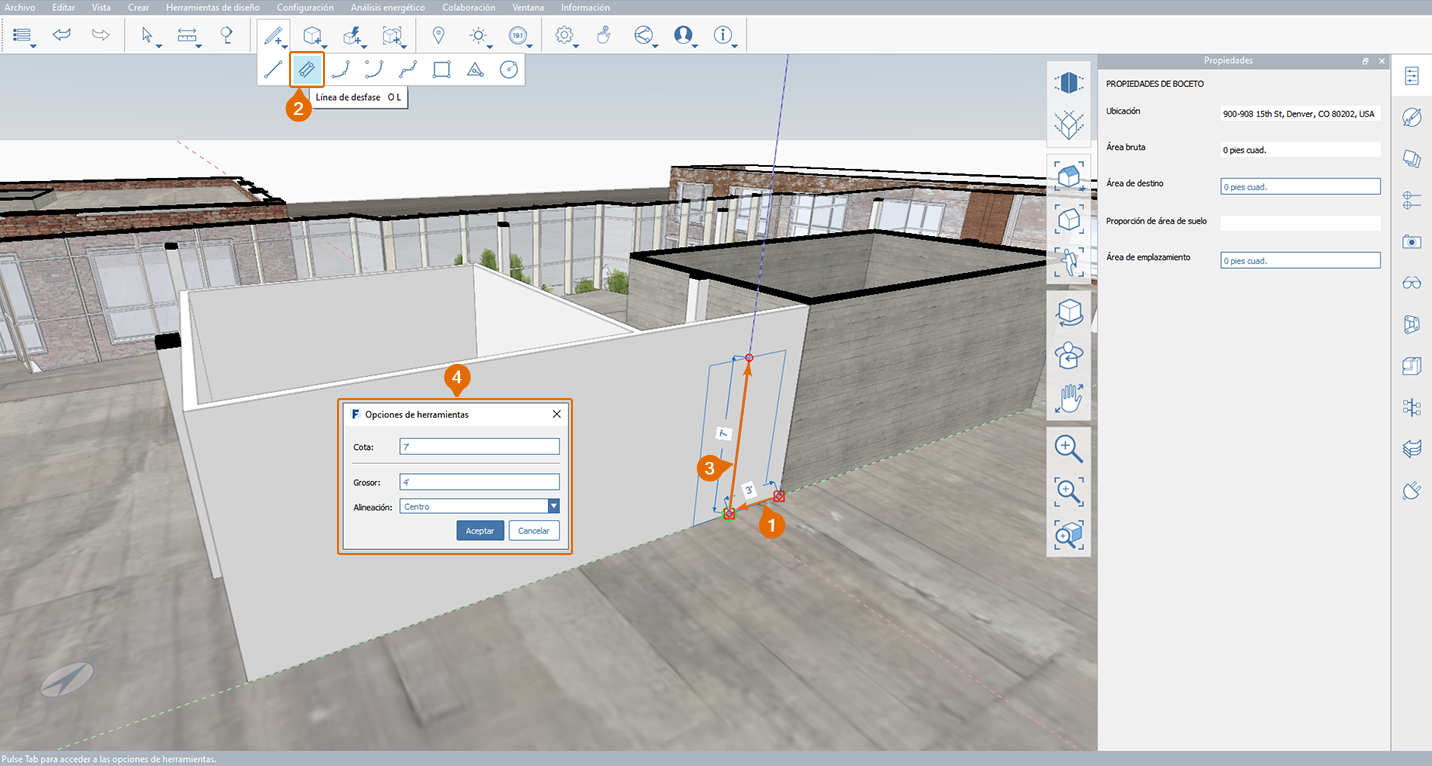 Archivo Editar Vista Crear Herramientas de diseño Configuración Análisis energético Colaboración Ventana Información
19.1
2
Línea de desfase O L
Propiedades
PROPIEDADES DE BOCETO
Ubicación 900-908 15th St, Denver, CO 80202, USA
Área bruta 0 pies cuad.
Área de destino 0 pies cuad.
Proporción de área de suelo
Área de emplazamiento 0 pies cuad.
4
F Opciones de herramientas
Cota: 7'
Grosor: 4'
Alineación: Centro
Aceptar Cancelar
7'
3
3'
1
Pulse Tab para acceder a las opciones de herramientas.